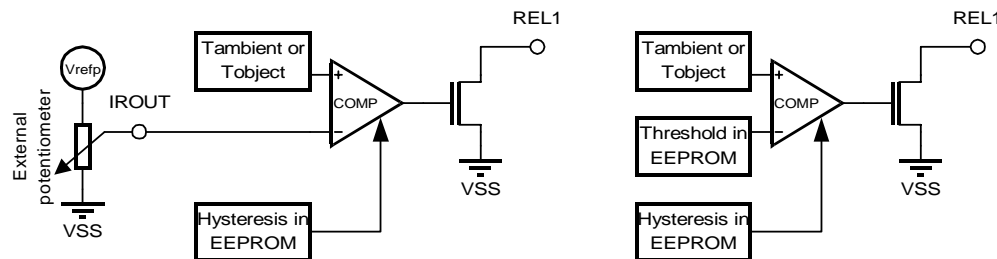 REL1
Tambient or
Tobject
Vrefp
IROUT
External
potentiometer
+
COMP
−
VSS
VSS
Hysteresis in
EEPROM
REL1
Tambient or
Tobject
+
COMP
−
Threshold in
EEPROM
VSS
Hysteresis in
EEPROM